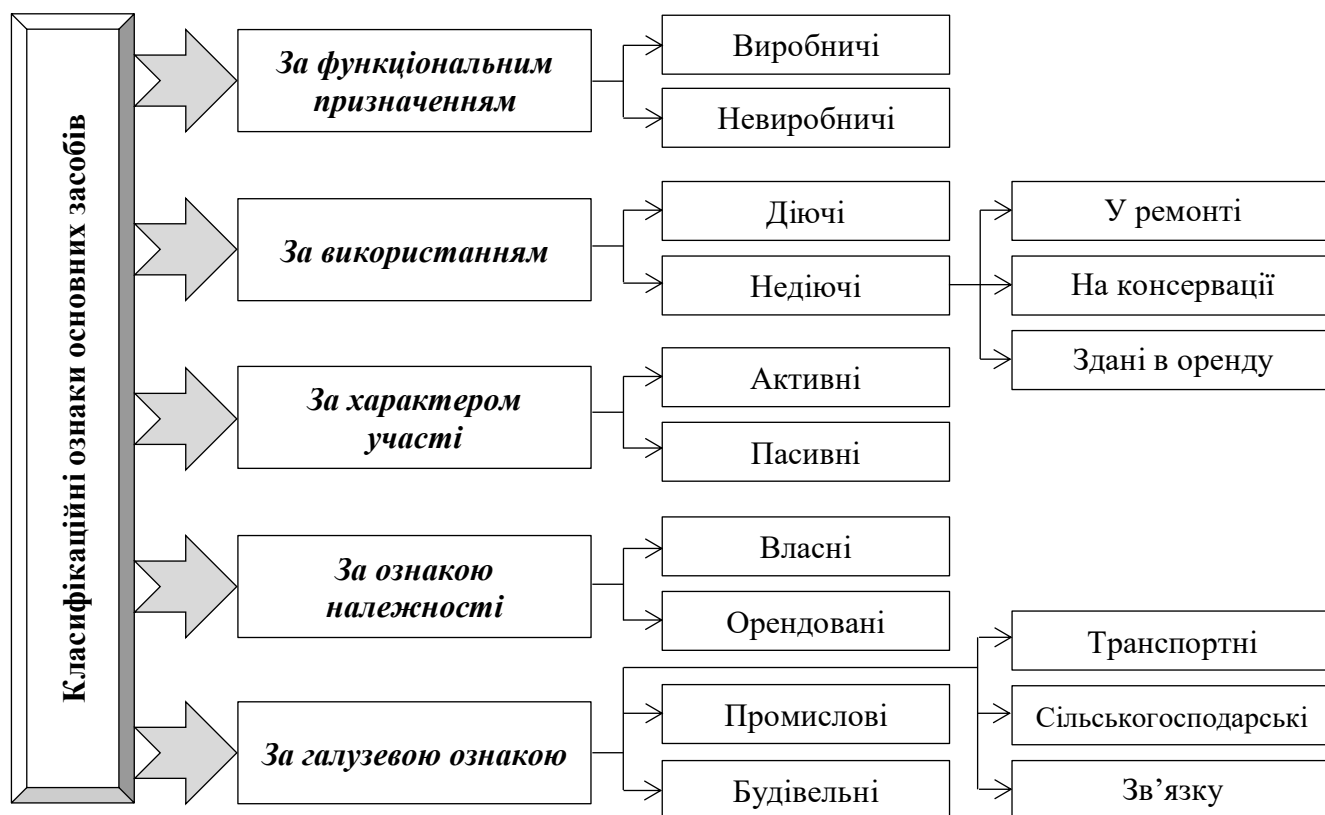 Класифікаційні ознаки основних засобів
За функціональним
призначенням
Виробничі
Невиробничі
За використанням
Діючі
Недіючі
У ремонті
На консервації
Здані в оренду
За характером
участі
Активні
Пасивні
За ознакою
належності
Власні
Орендовані
За галузевою ознакою
Промислові
Будівельні
Транспортні
Сільськогосподарські
Зв’язку